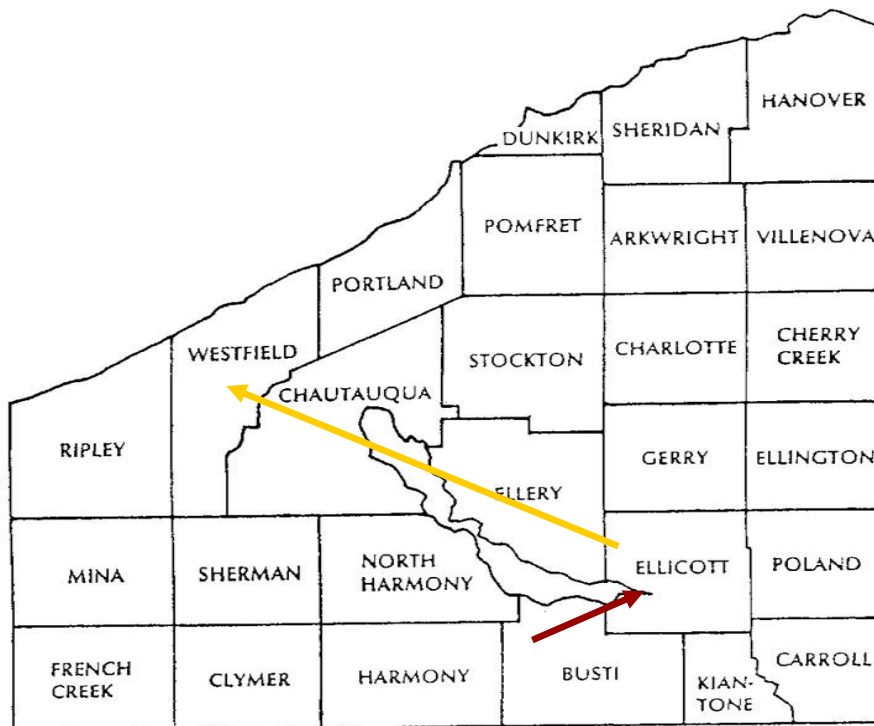 HANOVER
DUNKIRK
SHERIDAN
POMFRET
ARKWRIGHT
VILLENOVA
PORTLAND
WESTFIELD
STOCKTON
CHARLOTTE
CHERRY
CREEK
CHAUTAUQUA
RIPLEY
GERRY
ELLINGTON
ELLERY
MINA
SHERMAN
NORTH
HARMONY
ELLICOTT
POLAND
FRENCH
CREEK
CLYMER
HARMONY
BUSTI
KIAN-
TONE
CARROLL